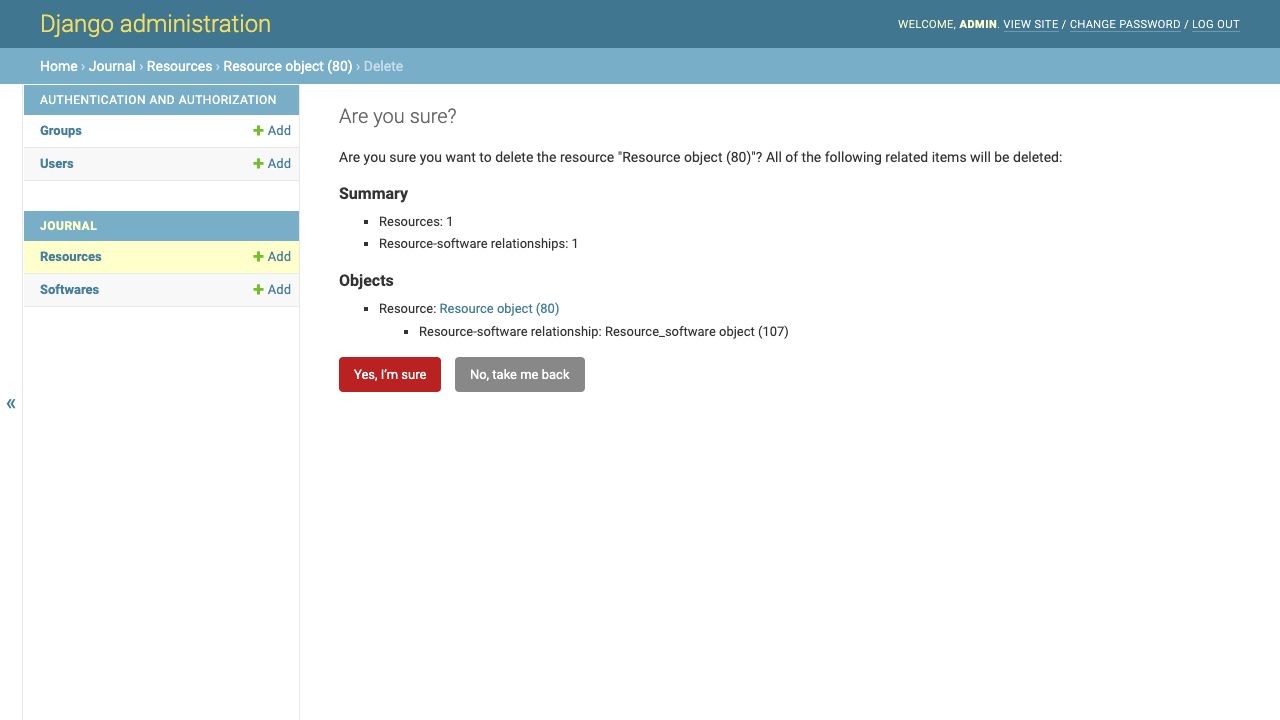 Django administration
WELCOME, ADMIN. VIEW SITE / CHANGE PASSWORD / LOG OUT
Home › Journal › Resources › Resource object (80) › Delete
AUTHENTICATION AND AUTHORIZATION
Groups + Add
Users + Add
JOURNAL
Resources + Add
Softwares + Add
«
Are you sure?
Are you sure you want to delete the resource "Resource object (80)"? All of the following related items will be deleted:
Summary
Resources: 1
Resource-software relationships: 1
Objects
Resource: Resource object (80)
Resource-software relationship: Resource_software object (107)
Yes, I’m sure
No, take me back